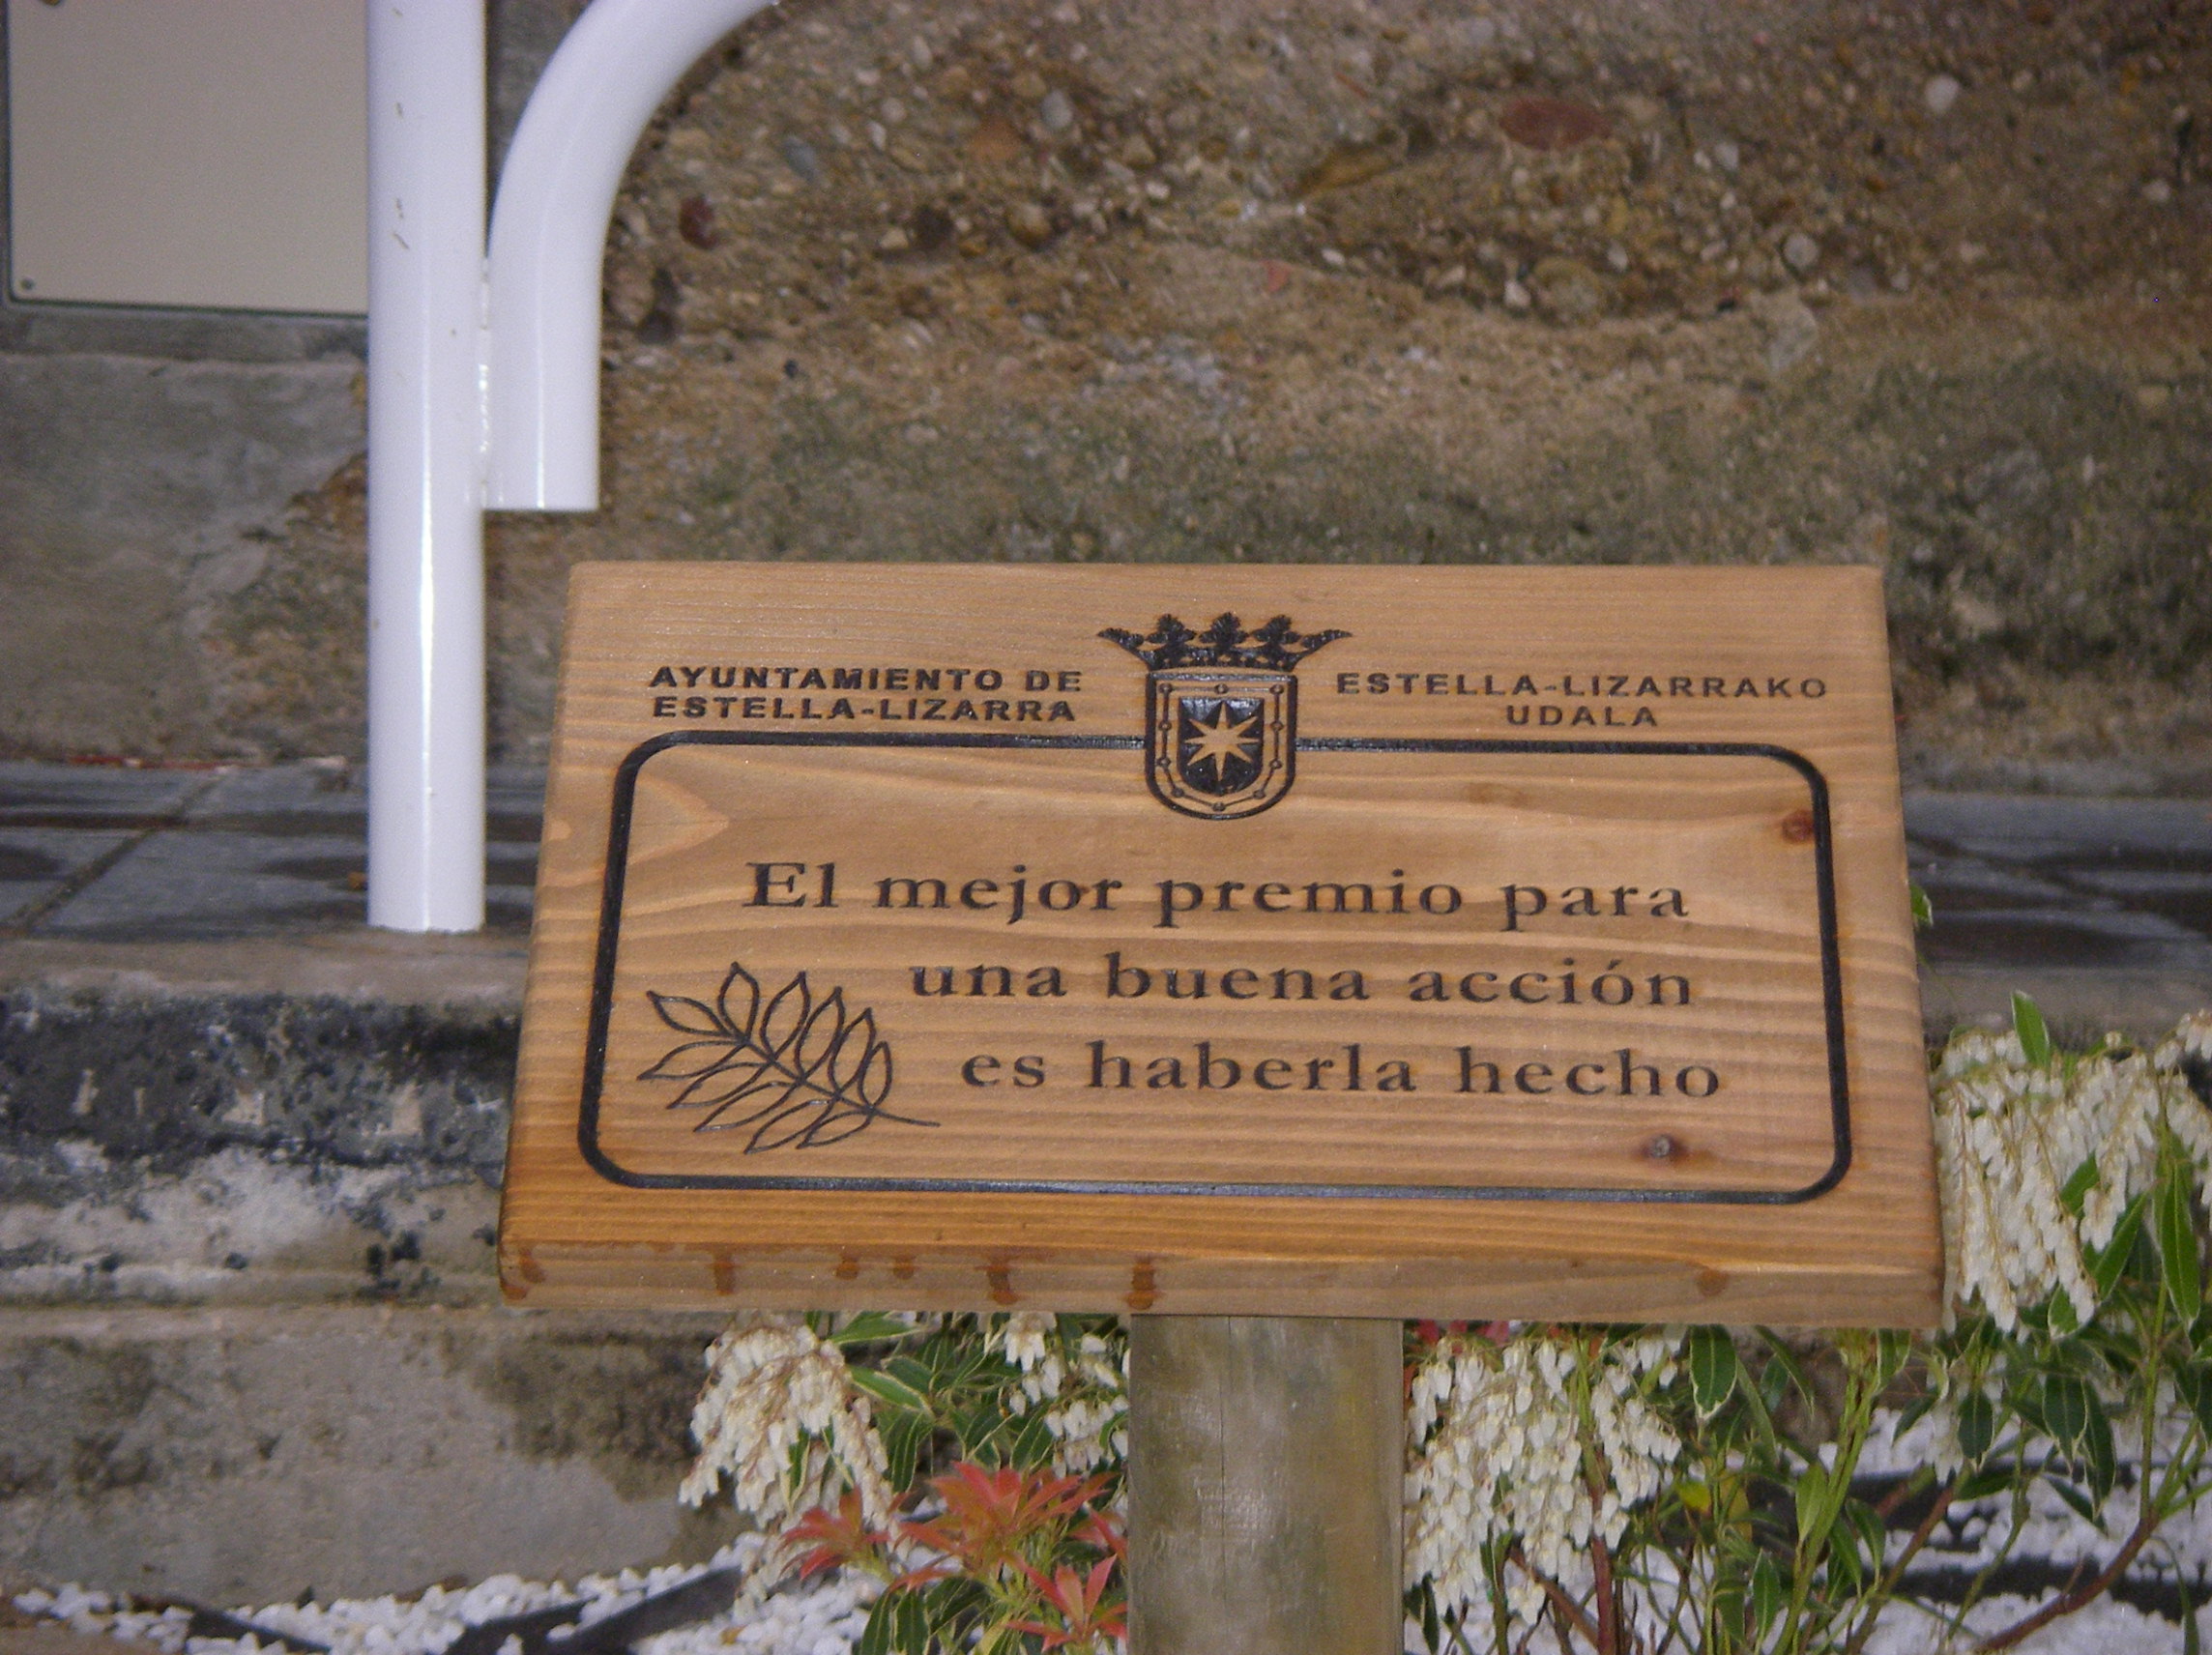 AYUNTAMIENTO DE
ESTELLA-LIZARRA
ESTELLA-LIZARRAKO
UDALA
El mejor premio para
una buena acción
es haberla hecho